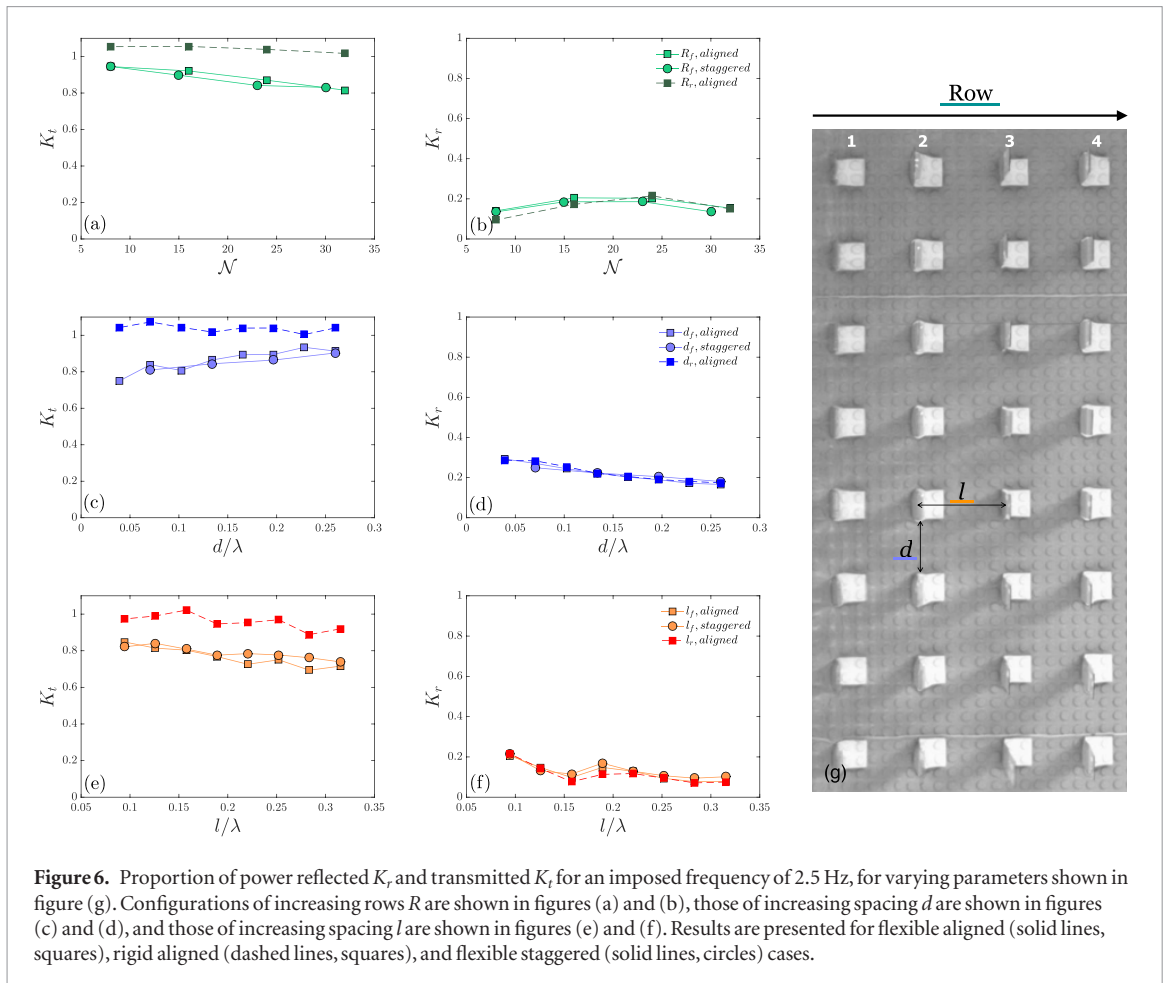 1
0.8
0.6
0.4
0.2
0
5 10 15 20 25 30 35
K_t
𝒩
(a)
1
0.8
0.6
0.4
0.2
0
5 10 15 20 25 30 35
K_r
𝒩
(b)
R_f, aligned
R_f, staggered
R_r, aligned
1
0.8
0.6
0.4
0.2
0
0 0.05 0.1 0.15 0.2 0.25 0.3
K_t
d/λ
(c)
1
0.8
0.6
0.4
0.2
0
0 0.05 0.1 0.15 0.2 0.25 0.3
K_r
d/λ
(d)
d_f, aligned
d_f, staggered
d_r, aligned
1
0.8
0.6
0.4
0.2
0
0.05 0.1 0.15 0.2 0.25 0.3 0.35
K_t
l/λ
(e)
1
0.8
0.6
0.4
0.2
0
0.05 0.1 0.15 0.2 0.25 0.3 0.35
K_r
l/λ
(f)
l_f, aligned
l_f, staggered
l_r, aligned
Row
1 2 3 4
l
d
(g)
Figure 6. Proportion of power reflected K_r and transmitted K_t for an imposed frequency of 2.5 Hz, for varying parameters shown in
figure (g). Configurations of increasing rows R are shown in figures (a) and (b), those of increasing spacing d are shown in figures
(c) and (d), and those of increasing spacing l are shown in figures (e) and (f). Results are presented for flexible aligned (solid lines,
squares), rigid aligned (dashed lines, squares), and flexible staggered (solid lines, circles) cases.